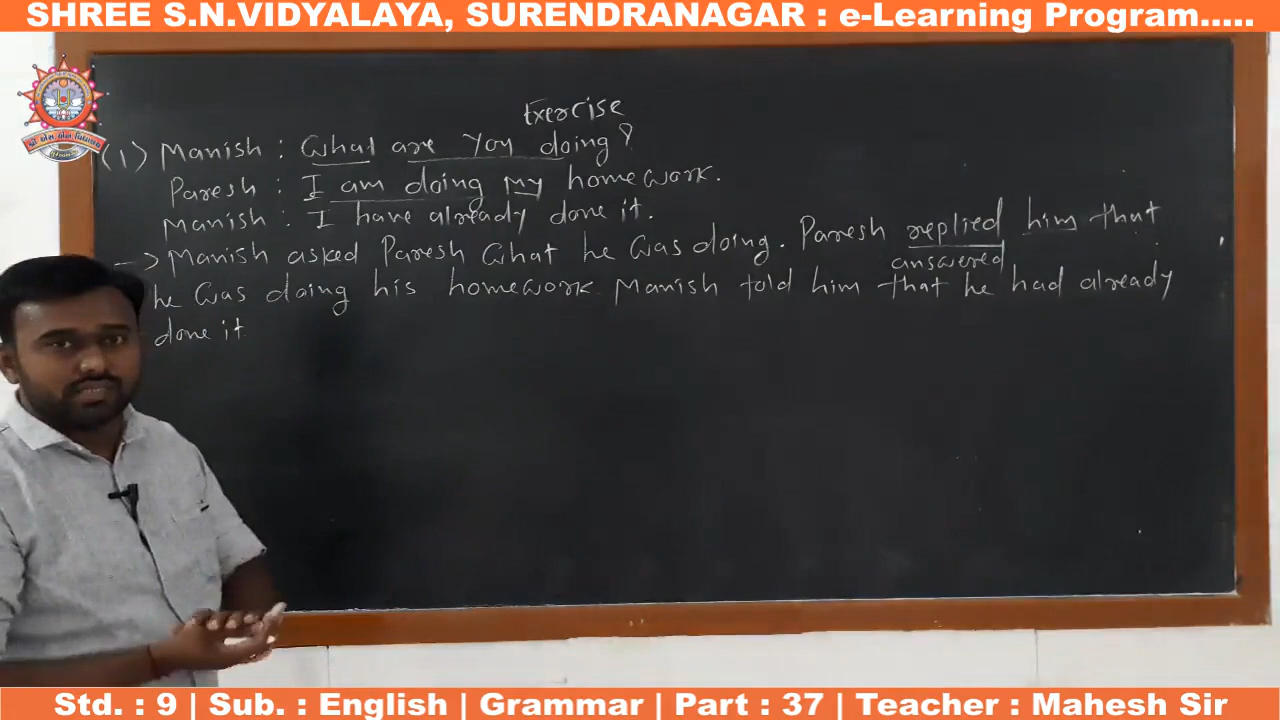 SHREE S.N.VIDYALAYA, SURENDRANAGAR : e-Learning Program.....
Exercise
(1) Manish : What are you doing?
Paresh : I am doing my homework.
Manish : I have already done it.
-> Manish asked Paresh what he was doing. Paresh replied him that
answered
he was doing his homework. Manish told him that he had already
done it
Std. : 9 | Sub. : English | Grammar | Part : 37 | Teacher : Mahesh Sir